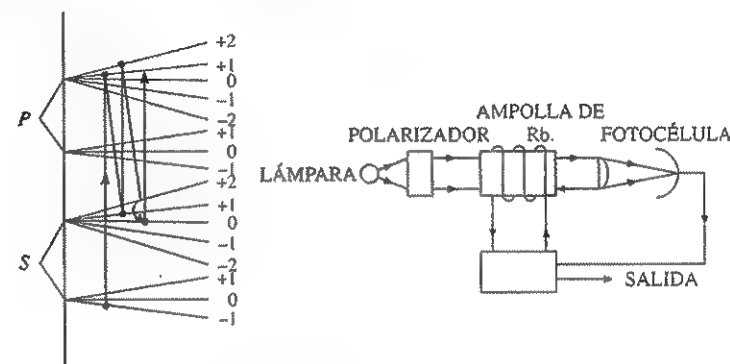 +2
+1
0
−1
−2
+1
0
−1
+2
+1
0
−1
−2
+1
0
−1
P
S
AMPOLLA DE
POLARIZADOR Rb. FOTOCÉLULA
LÁMPARA
SALIDA